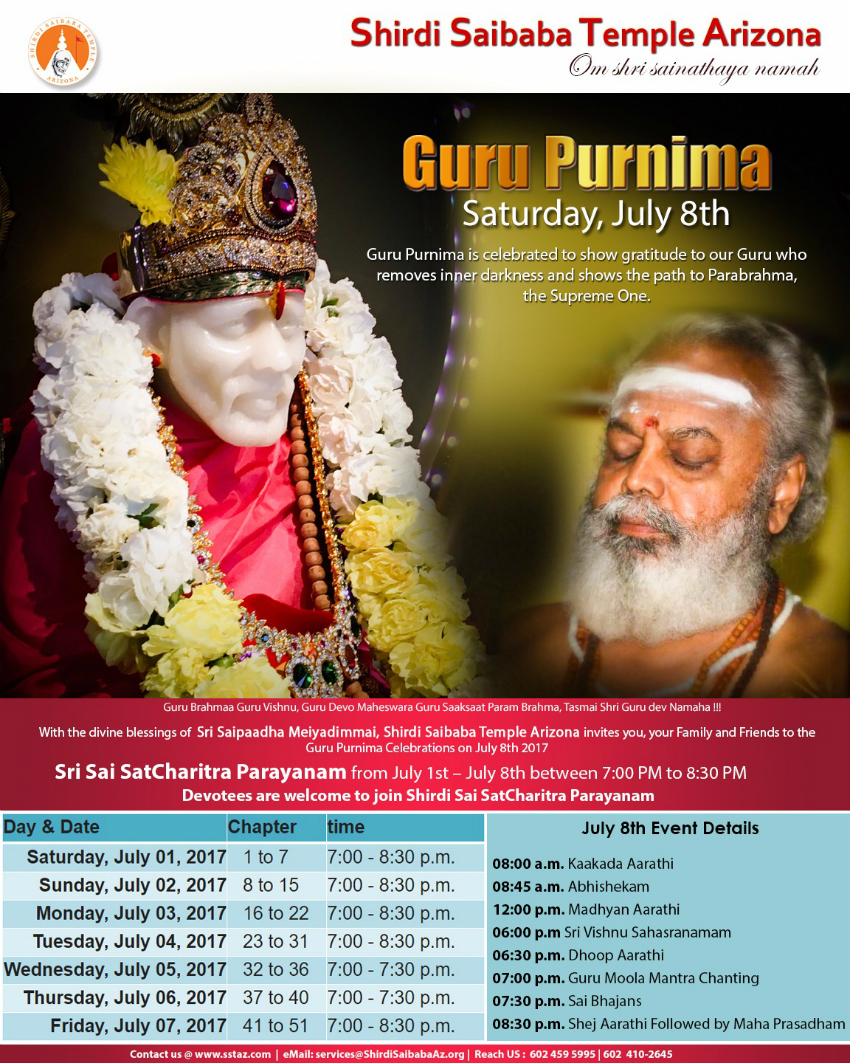 SHIRDI SAIBABA TEMPLE
ARIZONA
Shirdi Saibaba Temple Arizona
Om shri sainathaya namah
Guru Purnima
Saturday, July 8th
Guru Purnima is celebrated to show gratitude to our Guru who
removes inner darkness and shows the path to Parabrahma,
the Supreme One.
Guru Brahmaa Guru Vishnu, Guru Devo Maheswara Guru Saaksaat Param Brahma, Tasmai Shri Guru dev Namaha !!!
With the divine blessings of Sri Saipaadha Meiyadimmai, Shirdi Saibaba Temple Arizona invites you, your Family and Friends to the
Guru Purnima Celebrations on July 8th 2017
Sri Sai SatCharitra Parayanam from July 1st – July 8th between 7:00 PM to 8:30 PM
Devotees are welcome to join Shirdi Sai SatCharitra Parayanam
Day & Date Chapter time
Saturday, July 01, 2017 1 to 7 7:00 - 8:30 p.m.
Sunday, July 02, 2017 8 to 15 7:00 - 8:30 p.m.
Monday, July 03, 2017 16 to 22 7:00 - 8:30 p.m.
Tuesday, July 04, 2017 23 to 31 7:00 - 8:30 p.m.
Wednesday, July 05, 2017 32 to 36 7:00 - 7:30 p.m.
Thursday, July 06, 2017 37 to 40 7:00 - 7:30 p.m.
Friday, July 07, 2017 41 to 51 7:00 - 8:30 p.m.
July 8th Event Details
08:00 a.m. Kaakada Aarathi
08:45 a.m. Abhishekam
12:00 p.m. Madhyan Aarathi
06:00 p.m Sri Vishnu Sahasranamam
06:30 p.m. Dhoop Aarathi
07:00 p.m. Guru Moola Mantra Chanting
07:30 p.m. Sai Bhajans
08:30 p.m. Shej Aarathi Followed by Maha Prasadham
Contact us @ www.sstaz.com | eMail: services@ShirdiSaibabaAz.org | Reach US : 602 459 5995 | 602 410-2645